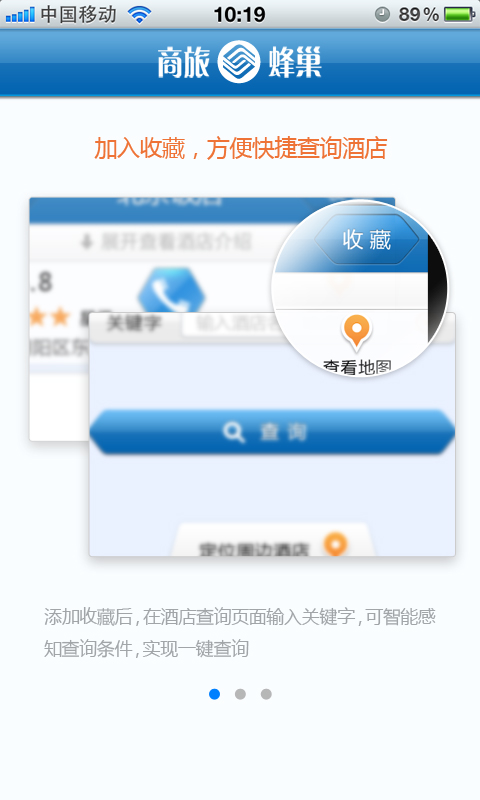 中国移动 10:19 89%
商旅 蜂巢
加入收藏，方便快捷查询酒店
展开查看酒店介绍
收藏
.8
关键字 输入酒店
查看地图
阳区东
查询
定位周边酒店
添加收藏后，在酒店查询页面输入关键字，可智能感
知查询条件，实现一键查询